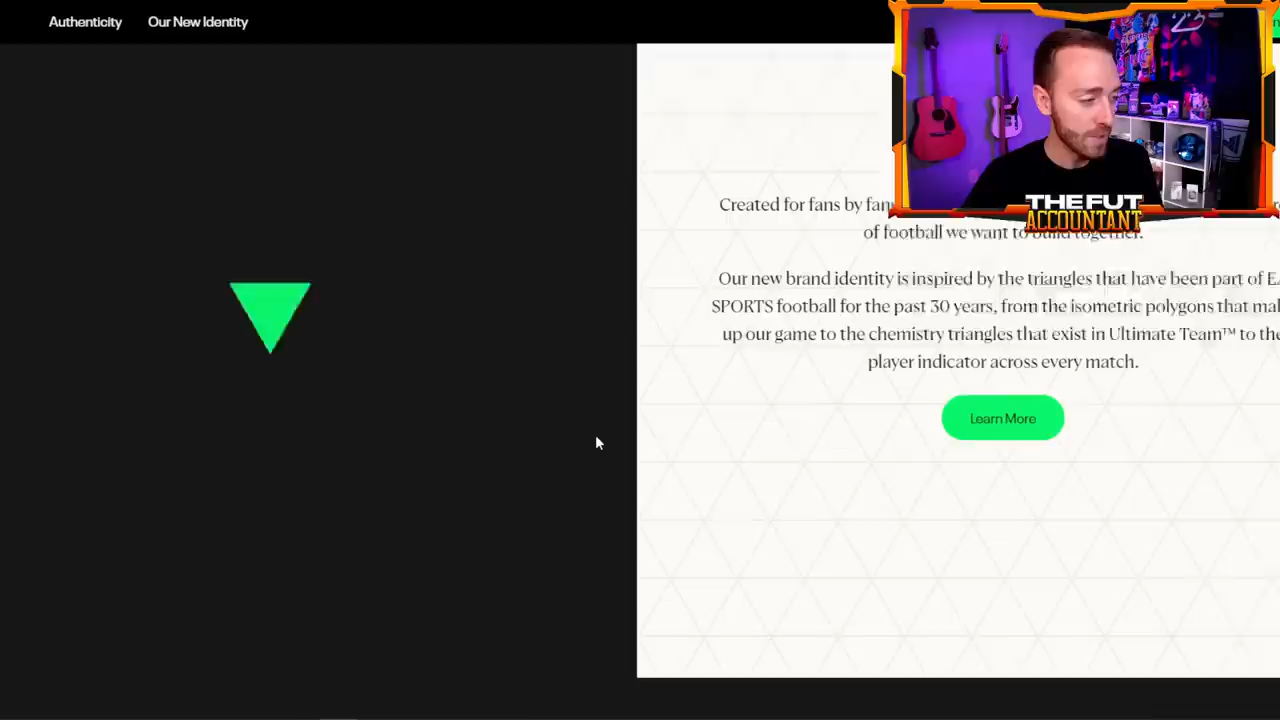 Authenticity Our New Identity
Created for fans by
of football we want to build together.
Our new brand identity is inspired by the triangles that have been part of
SPORTS football for the past 30 years, from the isometric polygons that
up our game to the chemistry triangles that exist in Ultimate Team™ to the
player indicator across every match.
Learn More
THE FUT
ACCOUNTANT